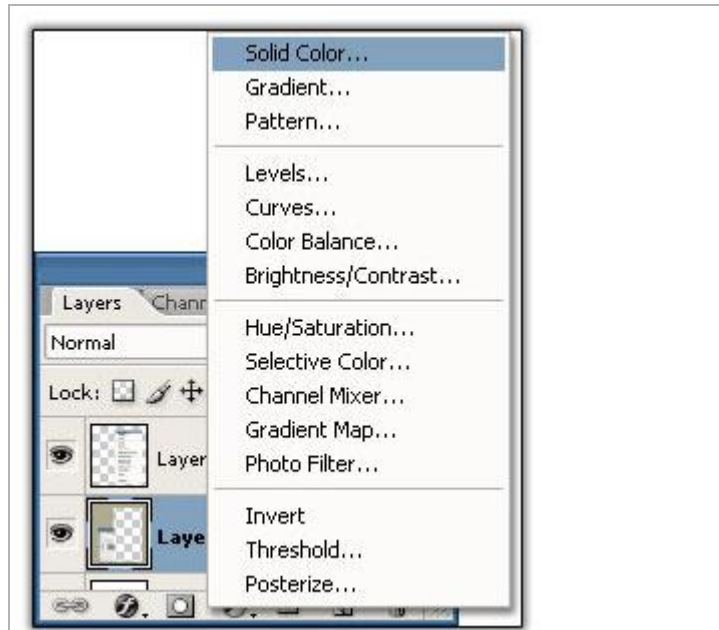 Solid Color...
Gradient...
Pattern...
Levels...
Curves...
Color Balance...
Brightness/Contrast...
Hue/Saturation...
Selective Color...
Channel Mixer...
Gradient Map...
Photo Filter...
Invert
Threshold...
Posterize...
Layers
Normal
Lock:
Layer